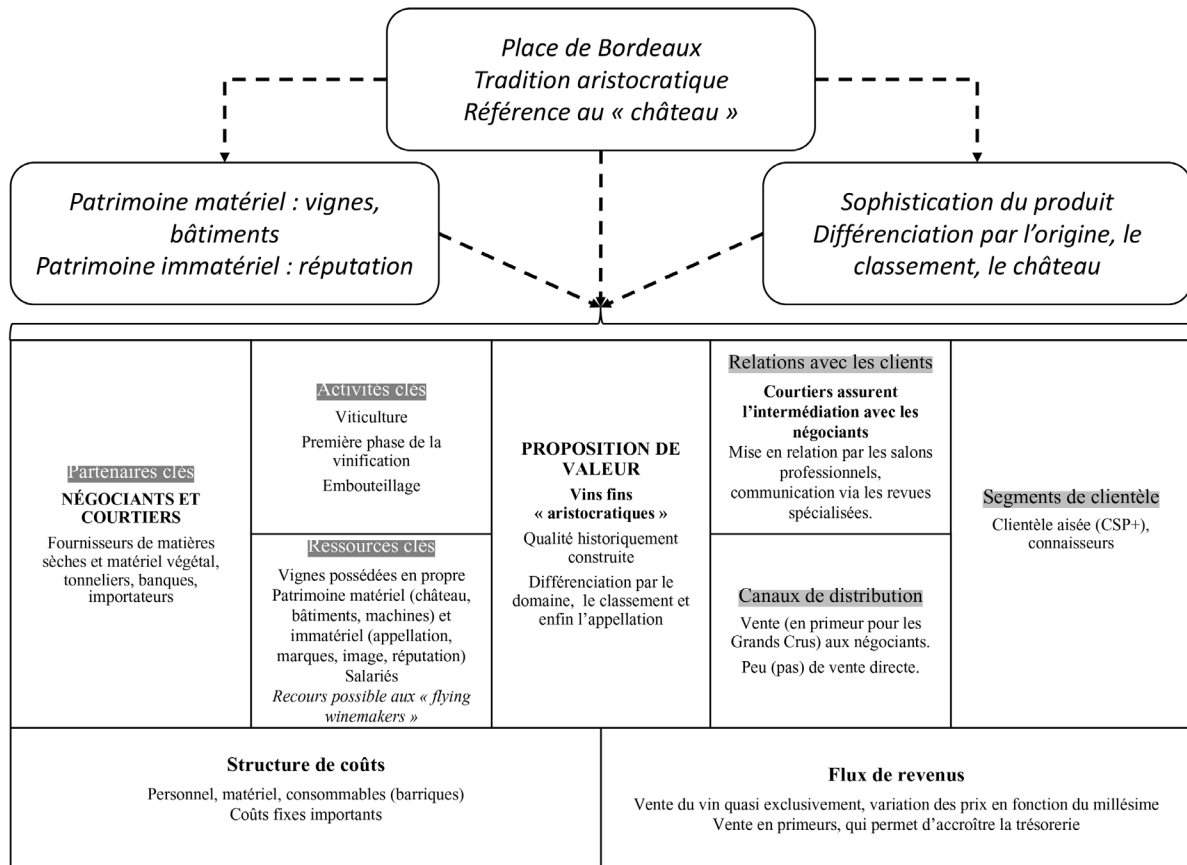 Place de Bordeaux
Tradition aristocratique
Référence au « château »
Patrimoine matériel : vignes,
bâtiments
Patrimoine immatériel : réputation
Sophistication du produit
Différenciation par l’origine, le
classement, le château
Partenaires clés
NÉGOCIANTS ET
COURTIERS
Fournisseurs de matières
sèches et matériel végétal,
tonneliers, banques,
importateurs
Activités clés
Viticulture
Première phase de la
vinification
Embouteillage
Ressources clés
Vignes possédées en propre
Patrimoine matériel (château,
bâtiments, machines) et
immatériel (appellation,
marques, image, réputation)
Salariés
Recours possible aux « flying
winemakers »
PROPOSITION DE
VALEUR
Vins fins
« aristocratiques »
Qualité historiquement
construite
Différenciation par le
domaine, le classement et
enfin l’appellation
Relations avec les clients
Courtiers assurent
l’intermédiation avec les
négociants
Mise en relation par les salons
professionnels,
communication via les revues
spécialisées.
Canaux de distribution
Vente (en primeur pour les
Grands Crus) aux négociants.
Peu (pas) de vente directe.
Segments de clientèle
Clientèle aisée (CSP+),
connaisseurs
Structure de coûts
Personnel, matériel, consommables (barriques)
Coûts fixes importants
Flux de revenus
Vente du vin quasi exclusivement, variation des prix en fonction du millésime
Vente en primeurs, qui permet d’accroître la trésorerie